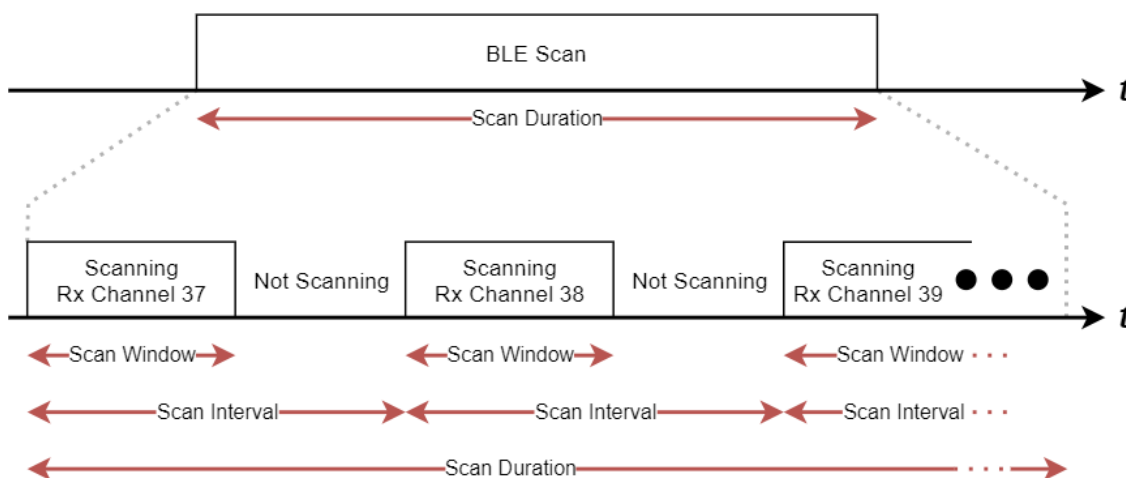 BLE Scan
t
Scan Duration
Scanning
Rx Channel 37
Not Scanning
Scanning
Rx Channel 38
Not Scanning
Scanning
Rx Channel 39
t
Scan Window
Scan Window
Scan Window
Scan Interval
Scan Interval
Scan Interval
Scan Duration